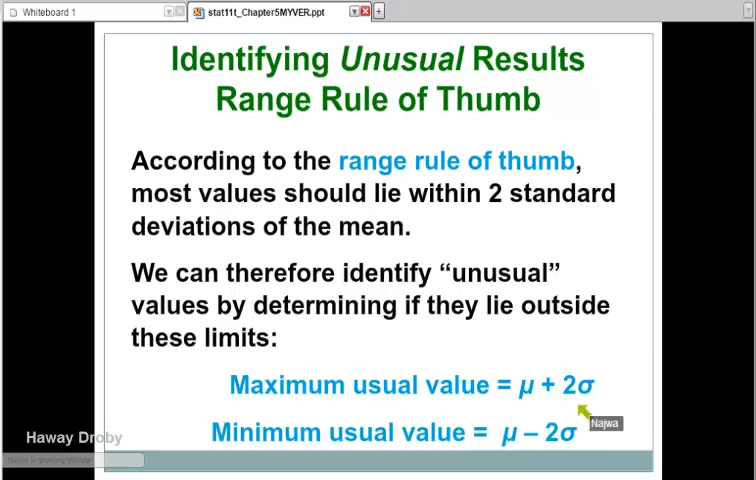 Whiteboard 1
stat11t_Chapter5MYVER.ppt
Identifying Unusual Results
Range Rule of Thumb
According to the range rule of thumb,
most values should lie within 2 standard
deviations of the mean.
We can therefore identify “unusual”
values by determining if they lie outside
these limits:
Maximum usual value = μ + 2σ
Najwa
Haway Droby
Minimum usual value = μ – 2σ